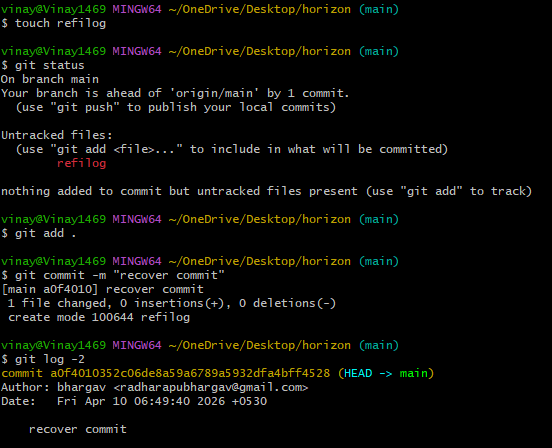 vinay@Vinay1469 MINGW64 ~/OneDrive/Desktop/horizon (main)
$ touch refilog

vinay@Vinay1469 MINGW64 ~/OneDrive/Desktop/horizon (main)
$ git status
On branch main
Your branch is ahead of 'origin/main' by 1 commit.
  (use "git push" to publish your local commits)

Untracked files:
  (use "git add <file>..." to include in what will be committed)
        refilog

nothing added to commit but untracked files present (use "git add" to track)

vinay@Vinay1469 MINGW64 ~/OneDrive/Desktop/horizon (main)
$ git add .

vinay@Vinay1469 MINGW64 ~/OneDrive/Desktop/horizon (main)
$ git commit -m "recover commit"
[main a0f4010] recover commit
 1 file changed, 0 insertions(+), 0 deletions(-)
 create mode 100644 refilog

vinay@Vinay1469 MINGW64 ~/OneDrive/Desktop/horizon (main)
$ git log -2
commit a0f4010352c06de8a59a6789a5932dfa4bff4528 (HEAD -> main)
Author: bhargav <radharapubhargav@gmail.com>
Date:   Fri Apr 10 06:49:40 2026 +0530

    recover commit